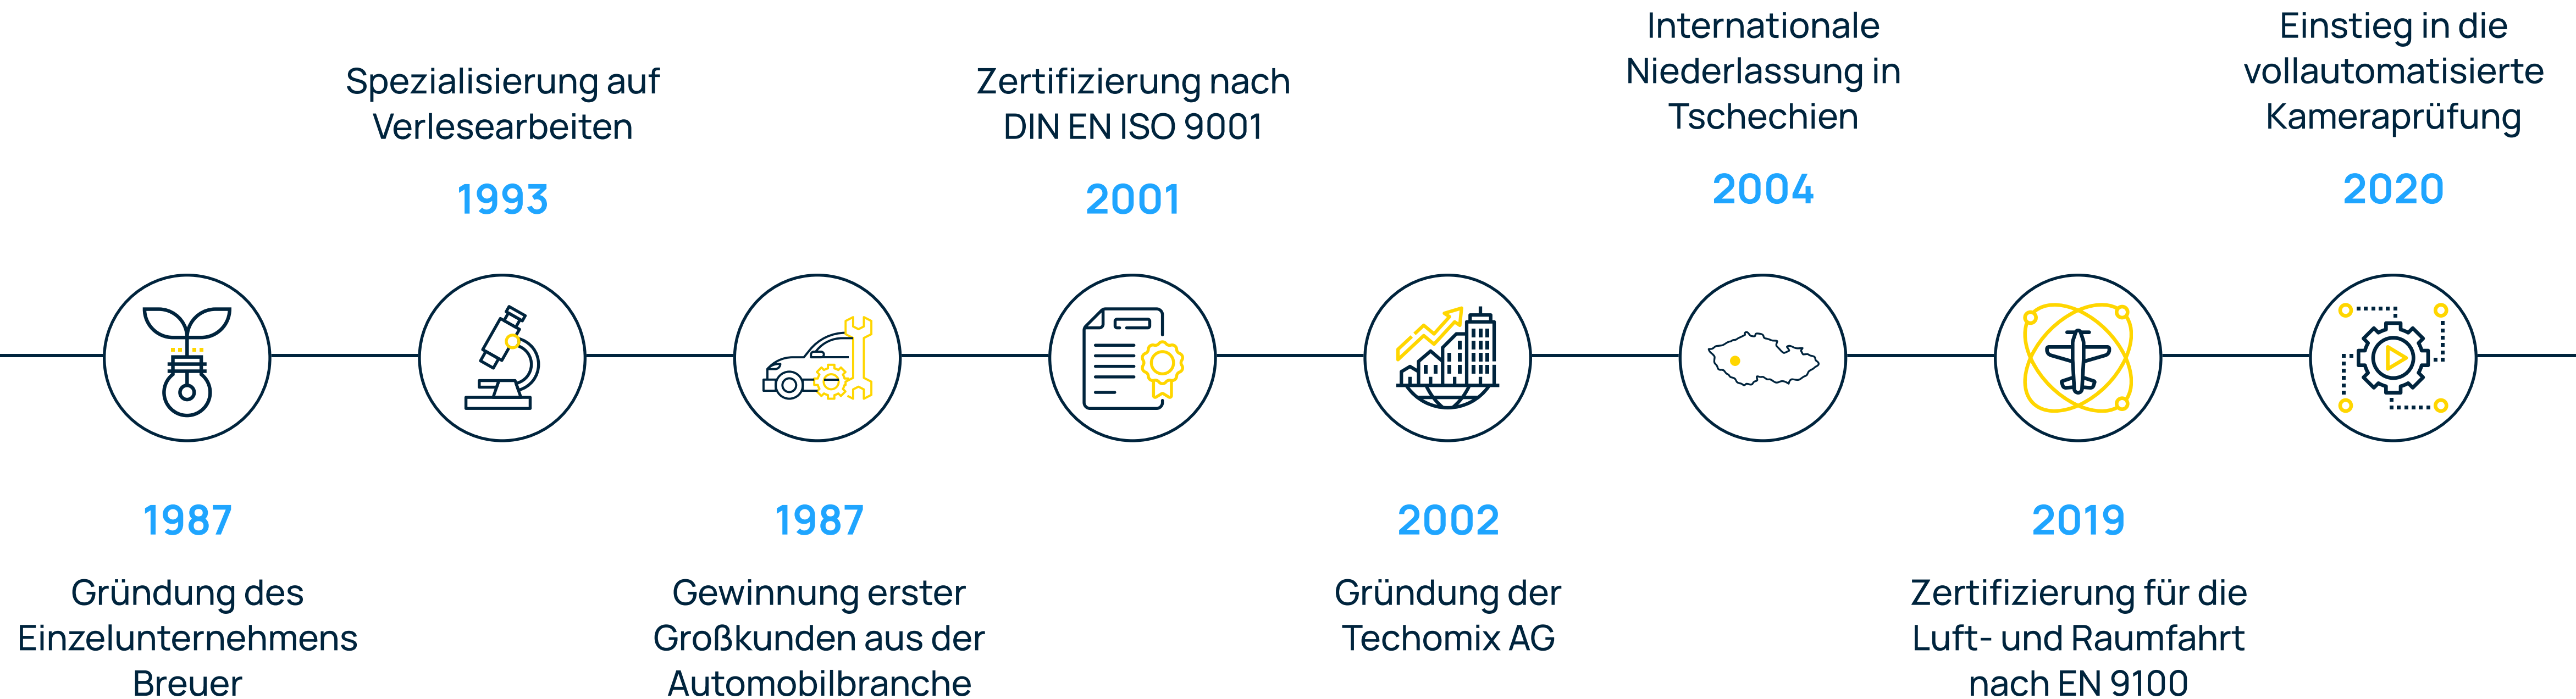 1987
Gründung des
Einzelunternehmens
Breuer
Spezialisierung auf
Verlesearbeiten
1993
1987
Gewinnung erster
Großkunden aus der
Automobilbranche
Zertifizierung nach
DIN EN ISO 9001
2001
2002
Gründung der
Techomix AG
Internationale
Niederlassung in
Tschechien
2004
2019
Zertifizierung für die
Luft- und Raumfahrt
nach EN 9100
Einstieg in die
vollautomatisierte
Kameraprüfung
2020